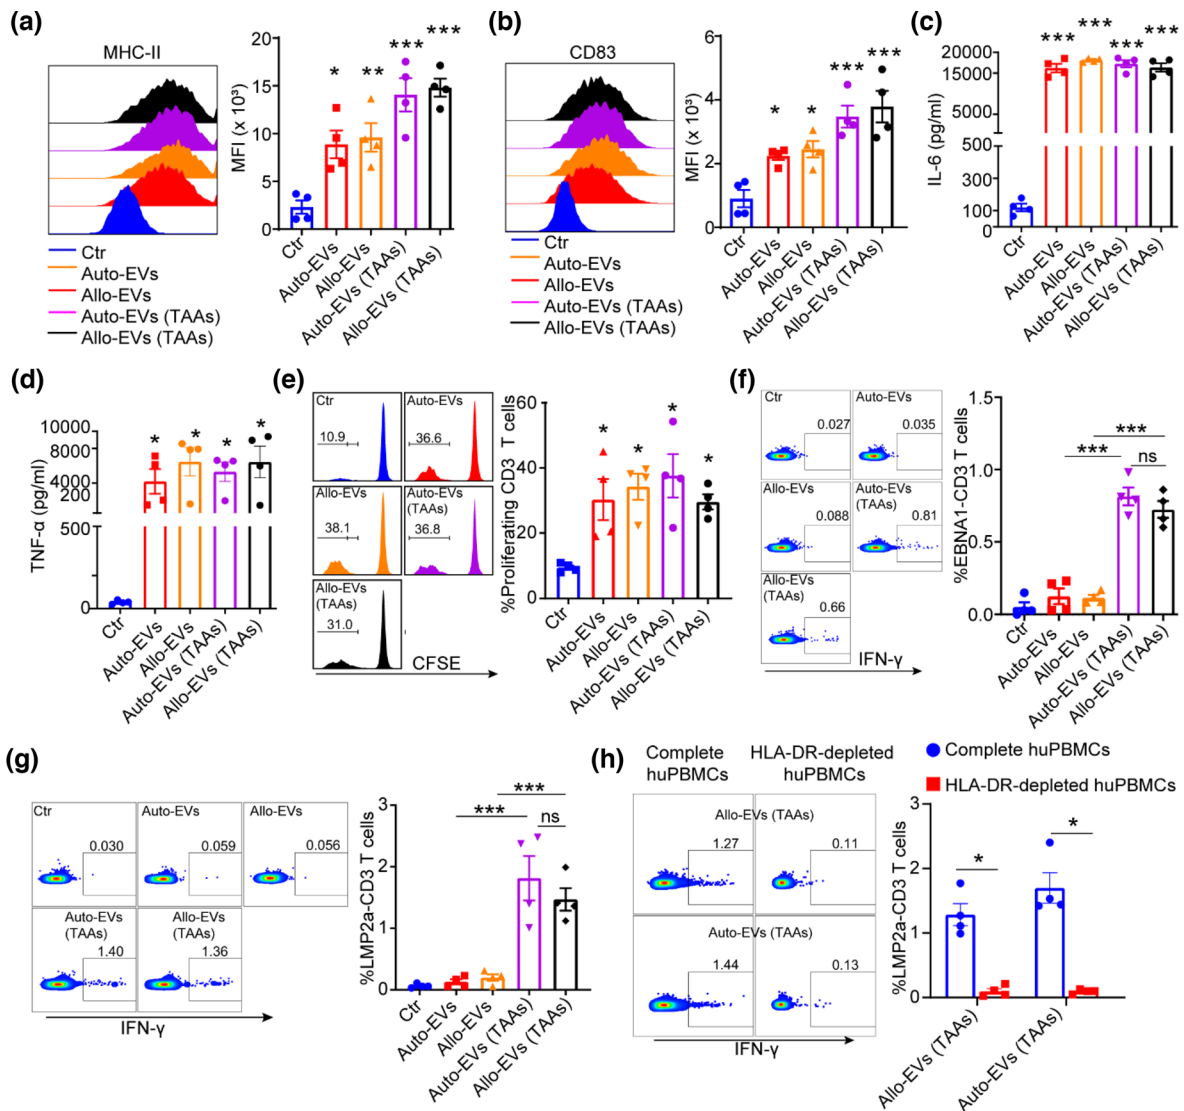 (a)
MHC-II
MFI (x 10³)
20
15
10
5
0
*
**
***
***
Ctr
Auto-EVs
Allo-EVs
Auto-EVs (TAAs)
Allo-EVs (TAAs)
Ctr
Auto-EVs
Allo-EVs
Auto-EVs (TAAs)
Allo-EVs (TAAs)
(b)
CD83
MFI (x 10³)
6
4
2
0
*
*
***
***
Ctr
Auto-EVs
Allo-EVs
Auto-EVs (TAAs)
Allo-EVs (TAAs)
Ctr
Auto-EVs
Allo-EVs
Auto-EVs (TAAs)
Allo-EVs (TAAs)
(c)
IL-6 (pg/ml)
20000
15000
5000
500
300
100
0
***
***
***
***
Ctr
Auto-EVs
Allo-EVs
Auto-EVs (TAAs)
Allo-EVs (TAAs)
(d)
TNF-α (pg/ml)
10000
8000
6000
4000
200
500
0
*
*
*
*
Ctr
Auto-EVs
Allo-EVs
Auto-EVs (TAAs)
Allo-EVs (TAAs)
(e)
Ctr
10.9
Auto-EVs
36.6
Allo-EVs
38.1
Auto-EVs
(TAAs)
36.8
Allo-EVs
(TAAs)
31.0
CFSE
%Proliferating CD3 T cells
60
40
20
0
*
*
*
*
Ctr
Auto-EVs
Allo-EVs
Auto-EVs (TAAs)
Allo-EVs (TAAs)
(f)
Ctr
0.027
Auto-EVs
0.035
Allo-EVs
0.088
Auto-EVs
(TAAs)
0.81
Allo-EVs
(TAAs)
0.66
IFN-γ
%EBNA1-CD3 T cells
1.5
1.0
0.5
0.0
***
***
ns
Ctr
Auto-EVs
Allo-EVs
Auto-EVs (TAAs)
Allo-EVs (TAAs)
(g)
Ctr
0.030
Auto-EVs
0.059
Allo-EVs
0.056
Auto-EVs
(TAAs)
1.40
Allo-EVs
(TAAs)
1.36
IFN-γ
%LMP2a-CD3 T cells
3
2
1
0
***
***
ns
Ctr
Auto-EVs
Allo-EVs
Auto-EVs (TAAs)
Allo-EVs (TAAs)
(h)
Complete
huPBMCs
HLA-DR-depleted
huPBMCs
Allo-EVs (TAAs)
1.27
0.11
Auto-EVs (TAAs)
1.44
0.13
IFN-γ
Complete huPBMCs
HLA-DR-depleted huPBMCs
%LMP2a-CD3 T cells
3
2
1
0
*
*
Allo-EVs (TAAs)
Auto-EVs (TAAs)